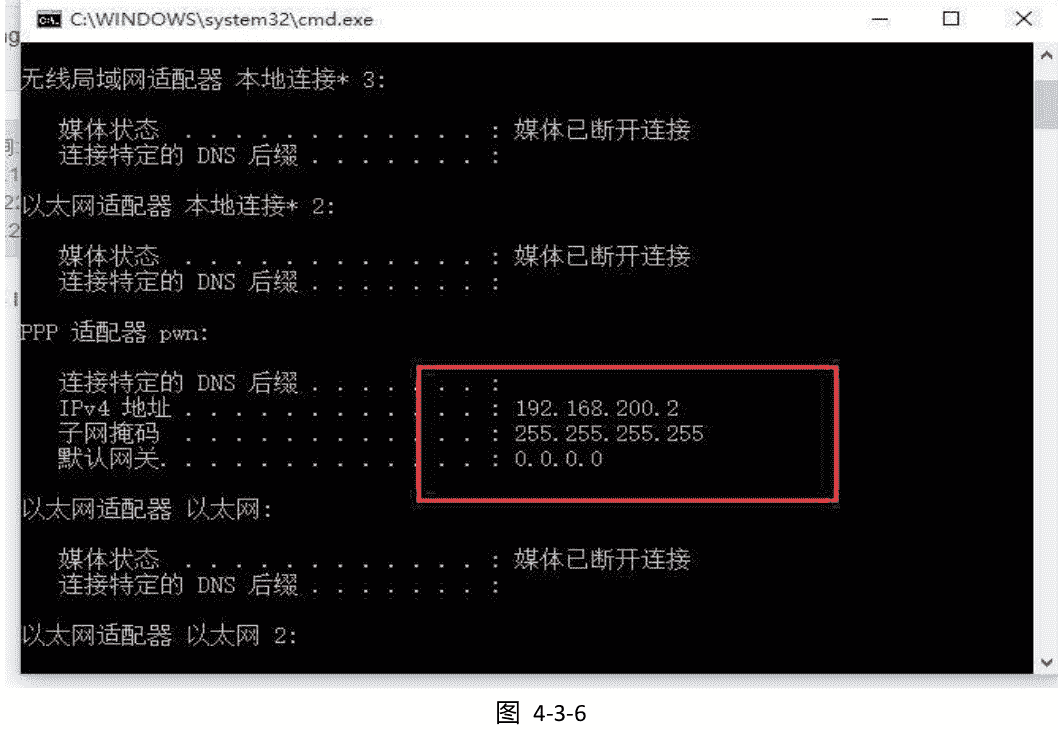 C:\WINDOWS\system32\cmd.exe
无线局域网适配器 本地连接* 3:
媒体状态 . . . . . . . . . . . . : 媒体已断开连接
连接特定的 DNS 后缀 . . . . . . . :
以太网适配器 本地连接* 2:
媒体状态 . . . . . . . . . . . . : 媒体已断开连接
连接特定的 DNS 后缀 . . . . . . . :
PPP 适配器 pwn:
连接特定的 DNS 后缀 . . . . . . . :
IPv4 地址 . . . . . . . . . . . . : 192.168.200.2
子网掩码 . . . . . . . . . . . . : 255.255.255.255
默认网关. . . . . . . . . . . . . : 0.0.0.0
以太网适配器 以太网:
媒体状态 . . . . . . . . . . . . : 媒体已断开连接
连接特定的 DNS 后缀 . . . . . . . :
以太网适配器 以太网 2:
图 4-3-6